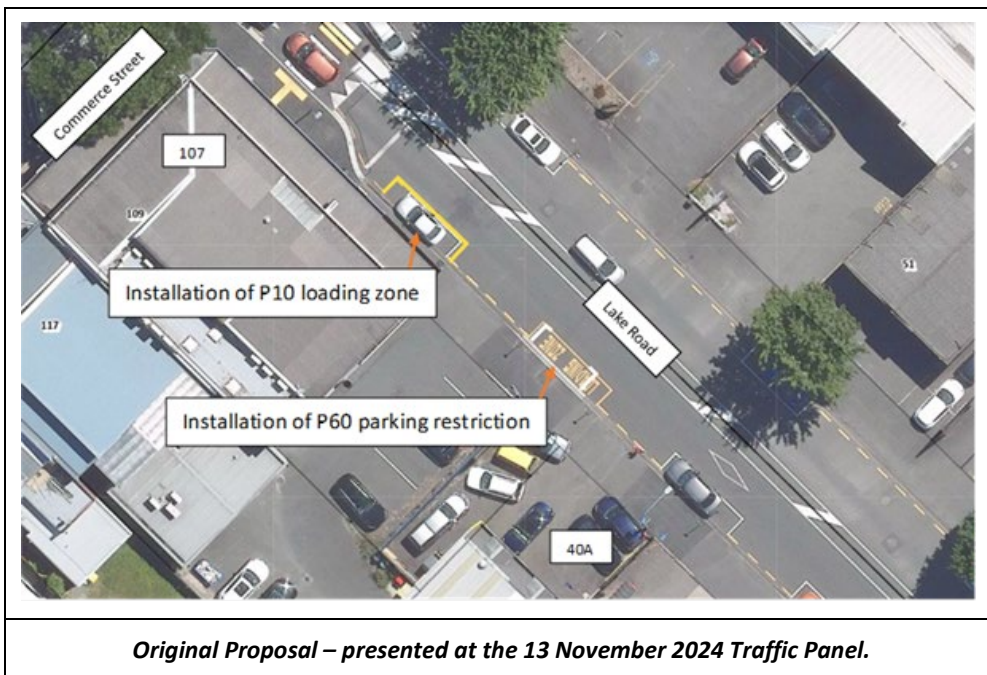 Commerce Street
107
109
Installation of P10 loading zone
117
Lake Road
51
Installation of P60 parking restriction
40A
Original Proposal – presented at the 13 November 2024 Traffic Panel.